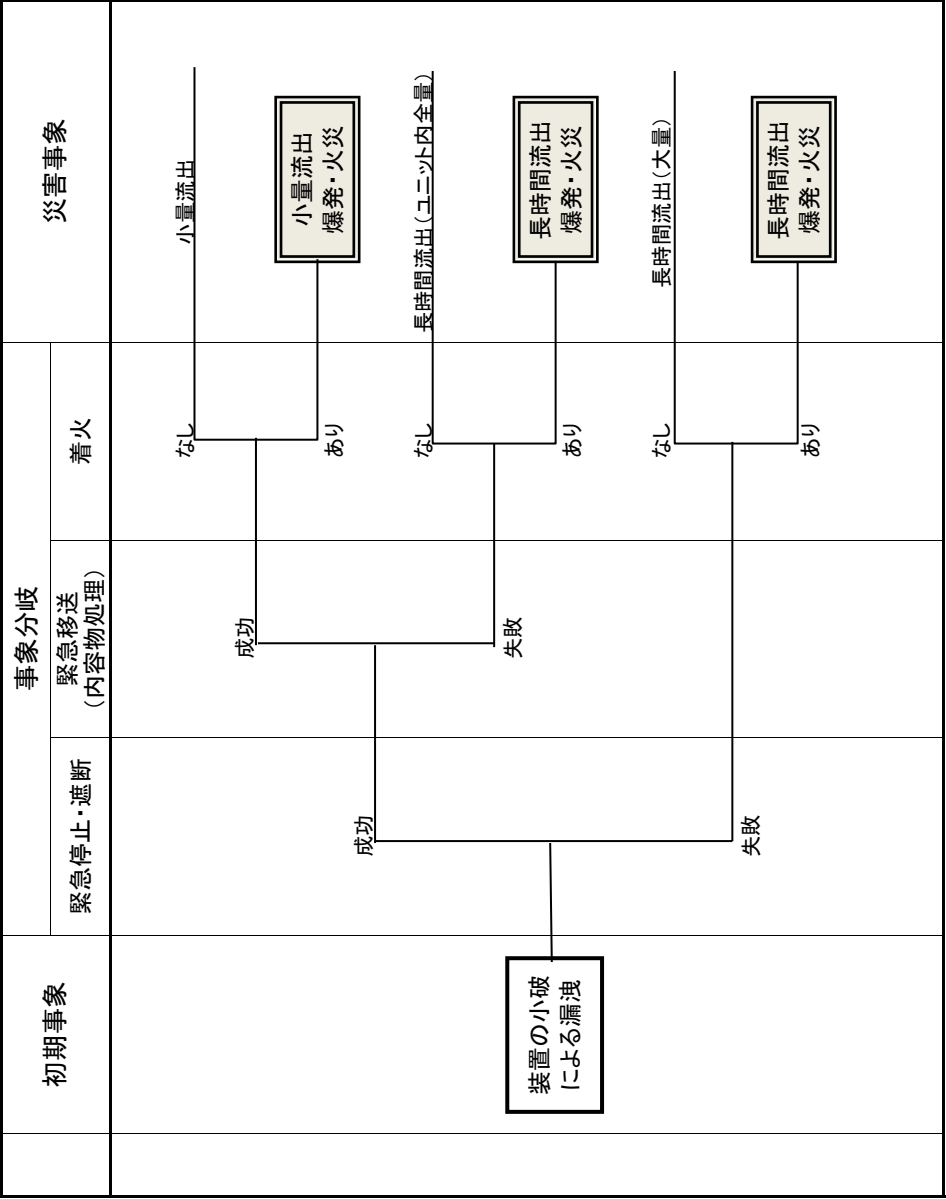 初期事象
事象分岐
災害事象
緊急停止・遮断
緊急移送
（内容物処理）
着火
なし
小量流出
成功
あり
小量流出
爆発・火災
成功
なし
長時間流出（ユニット内全量）
装置の小破
による漏洩
失敗
あり
長時間流出
爆発・火災
なし
長時間流出（大量）
失敗
あり
長時間流出
爆発・火災